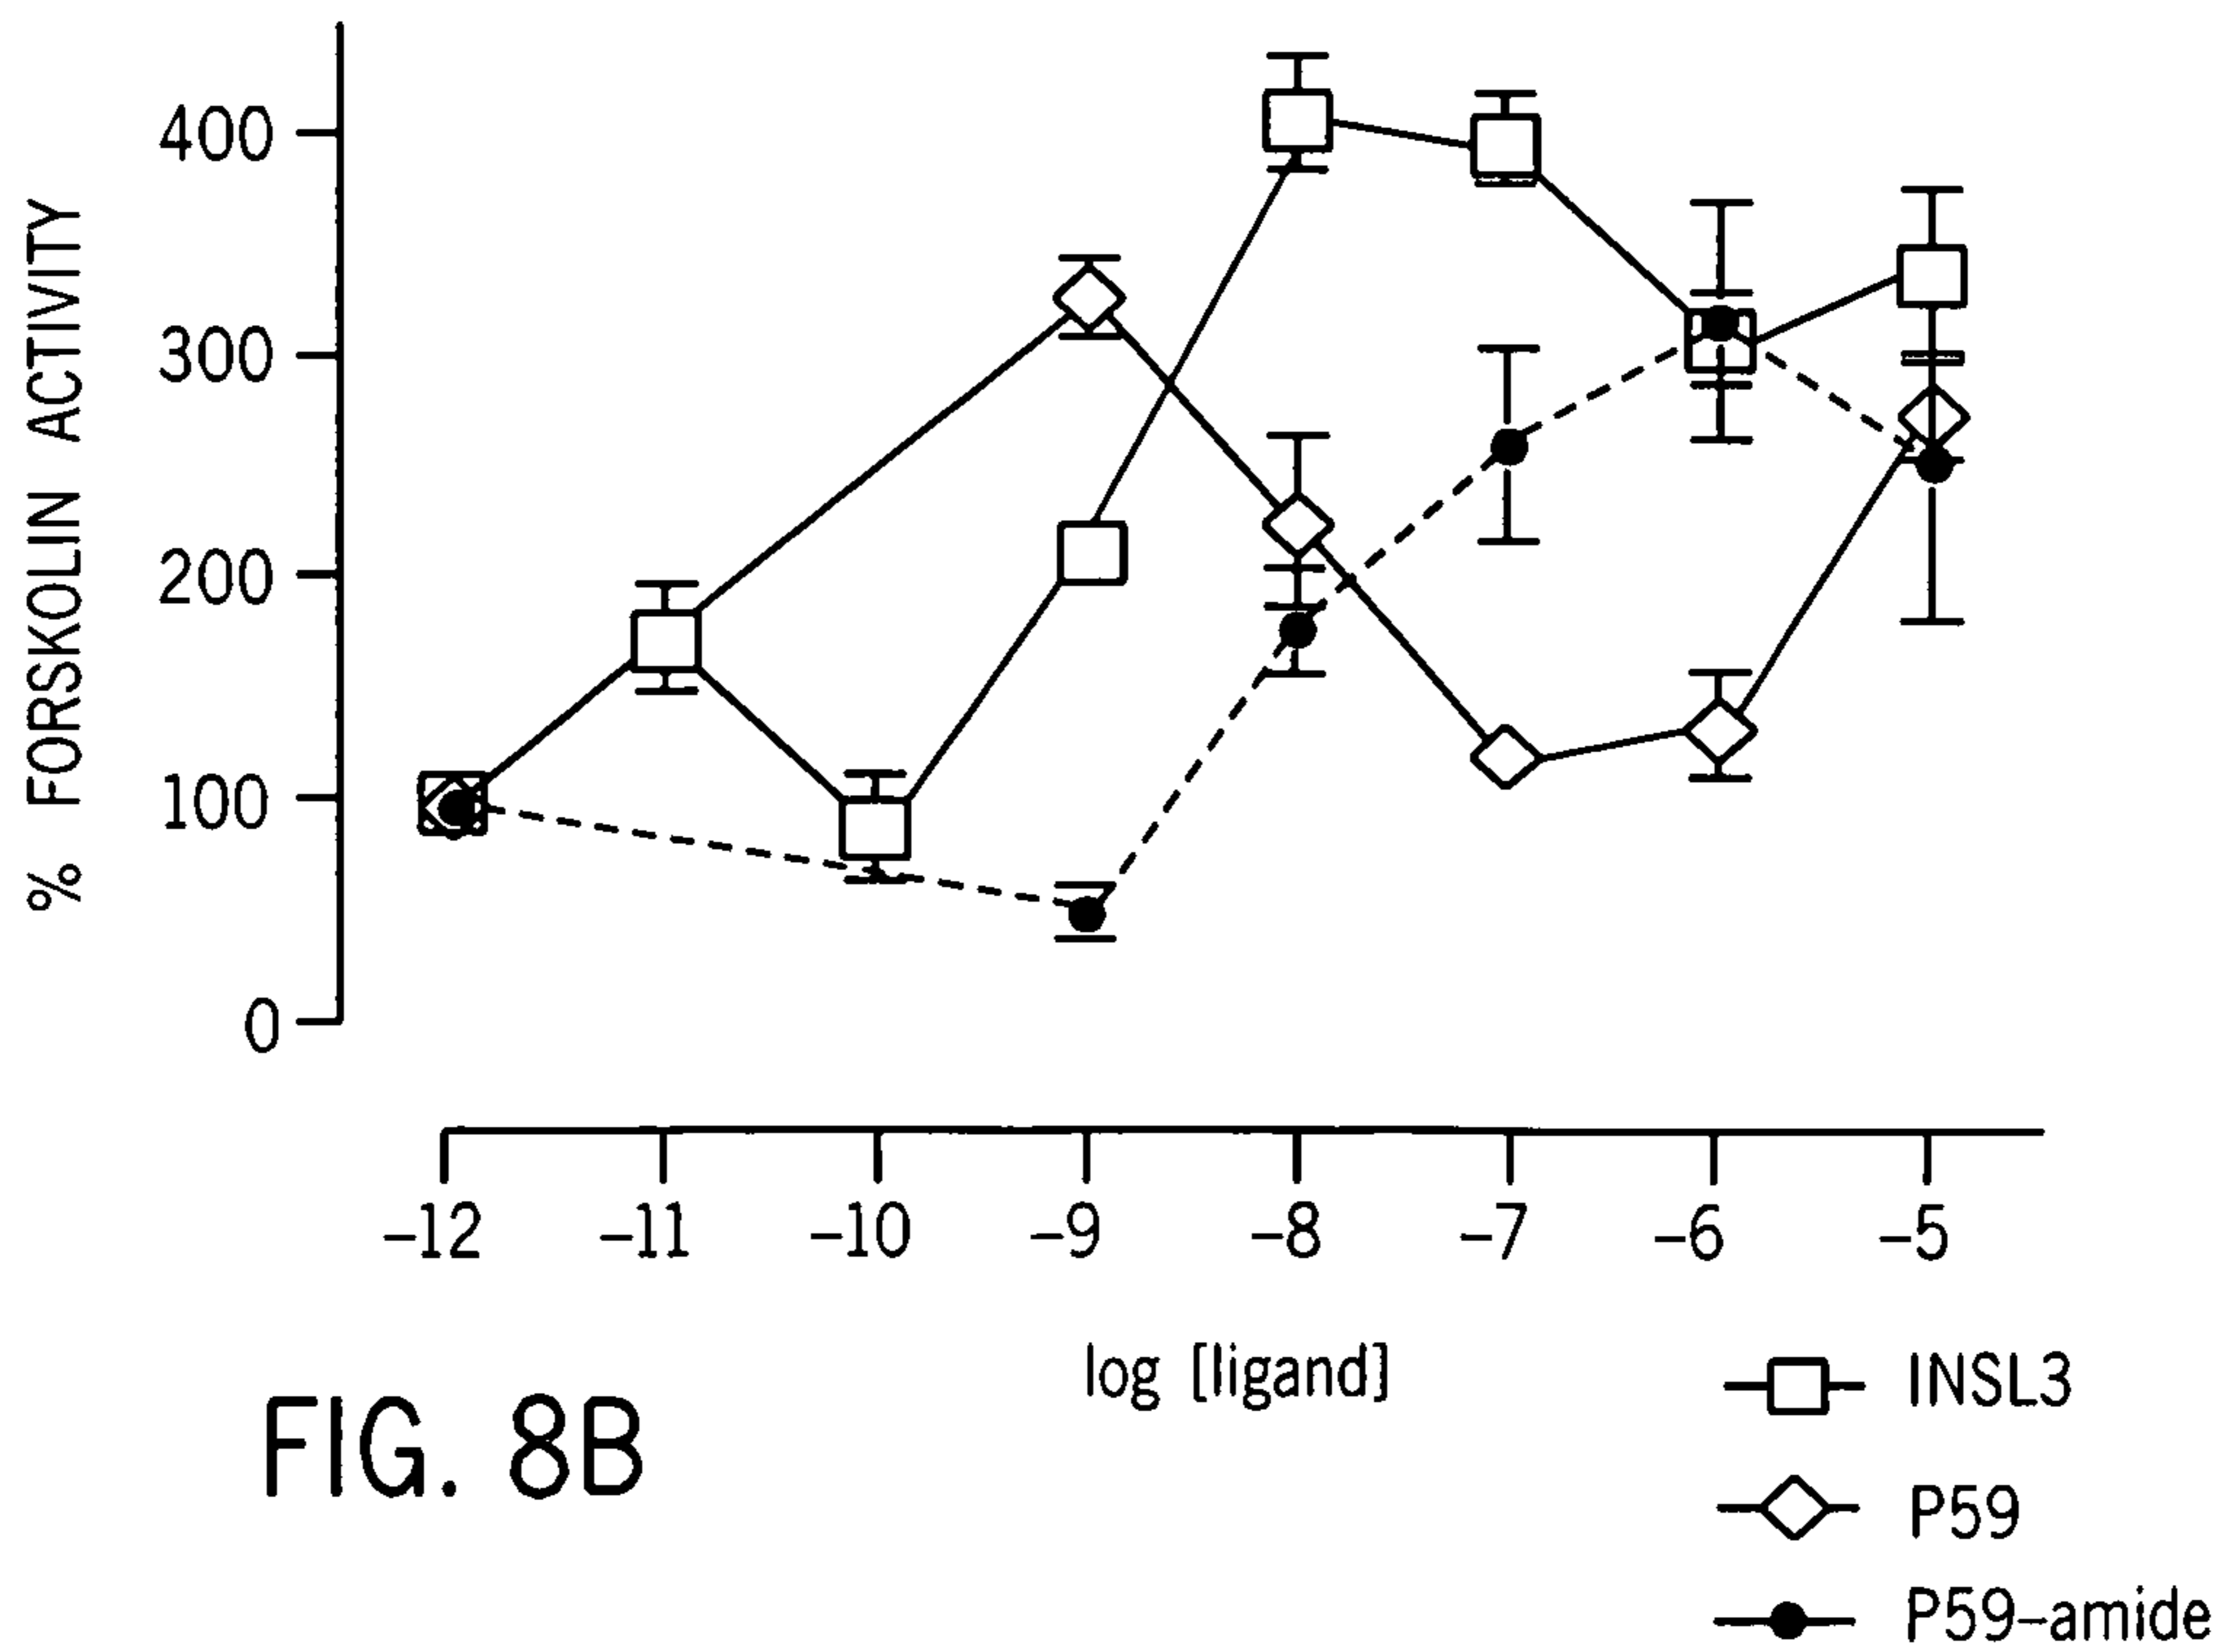 % FORSKOLIN ACTIVITY
400
300
200
100
0
-12 -11 -10 -9 -8 -7 -6 -5
log [ligand]
INSL3
P59
P59-amide
FIG. 8B